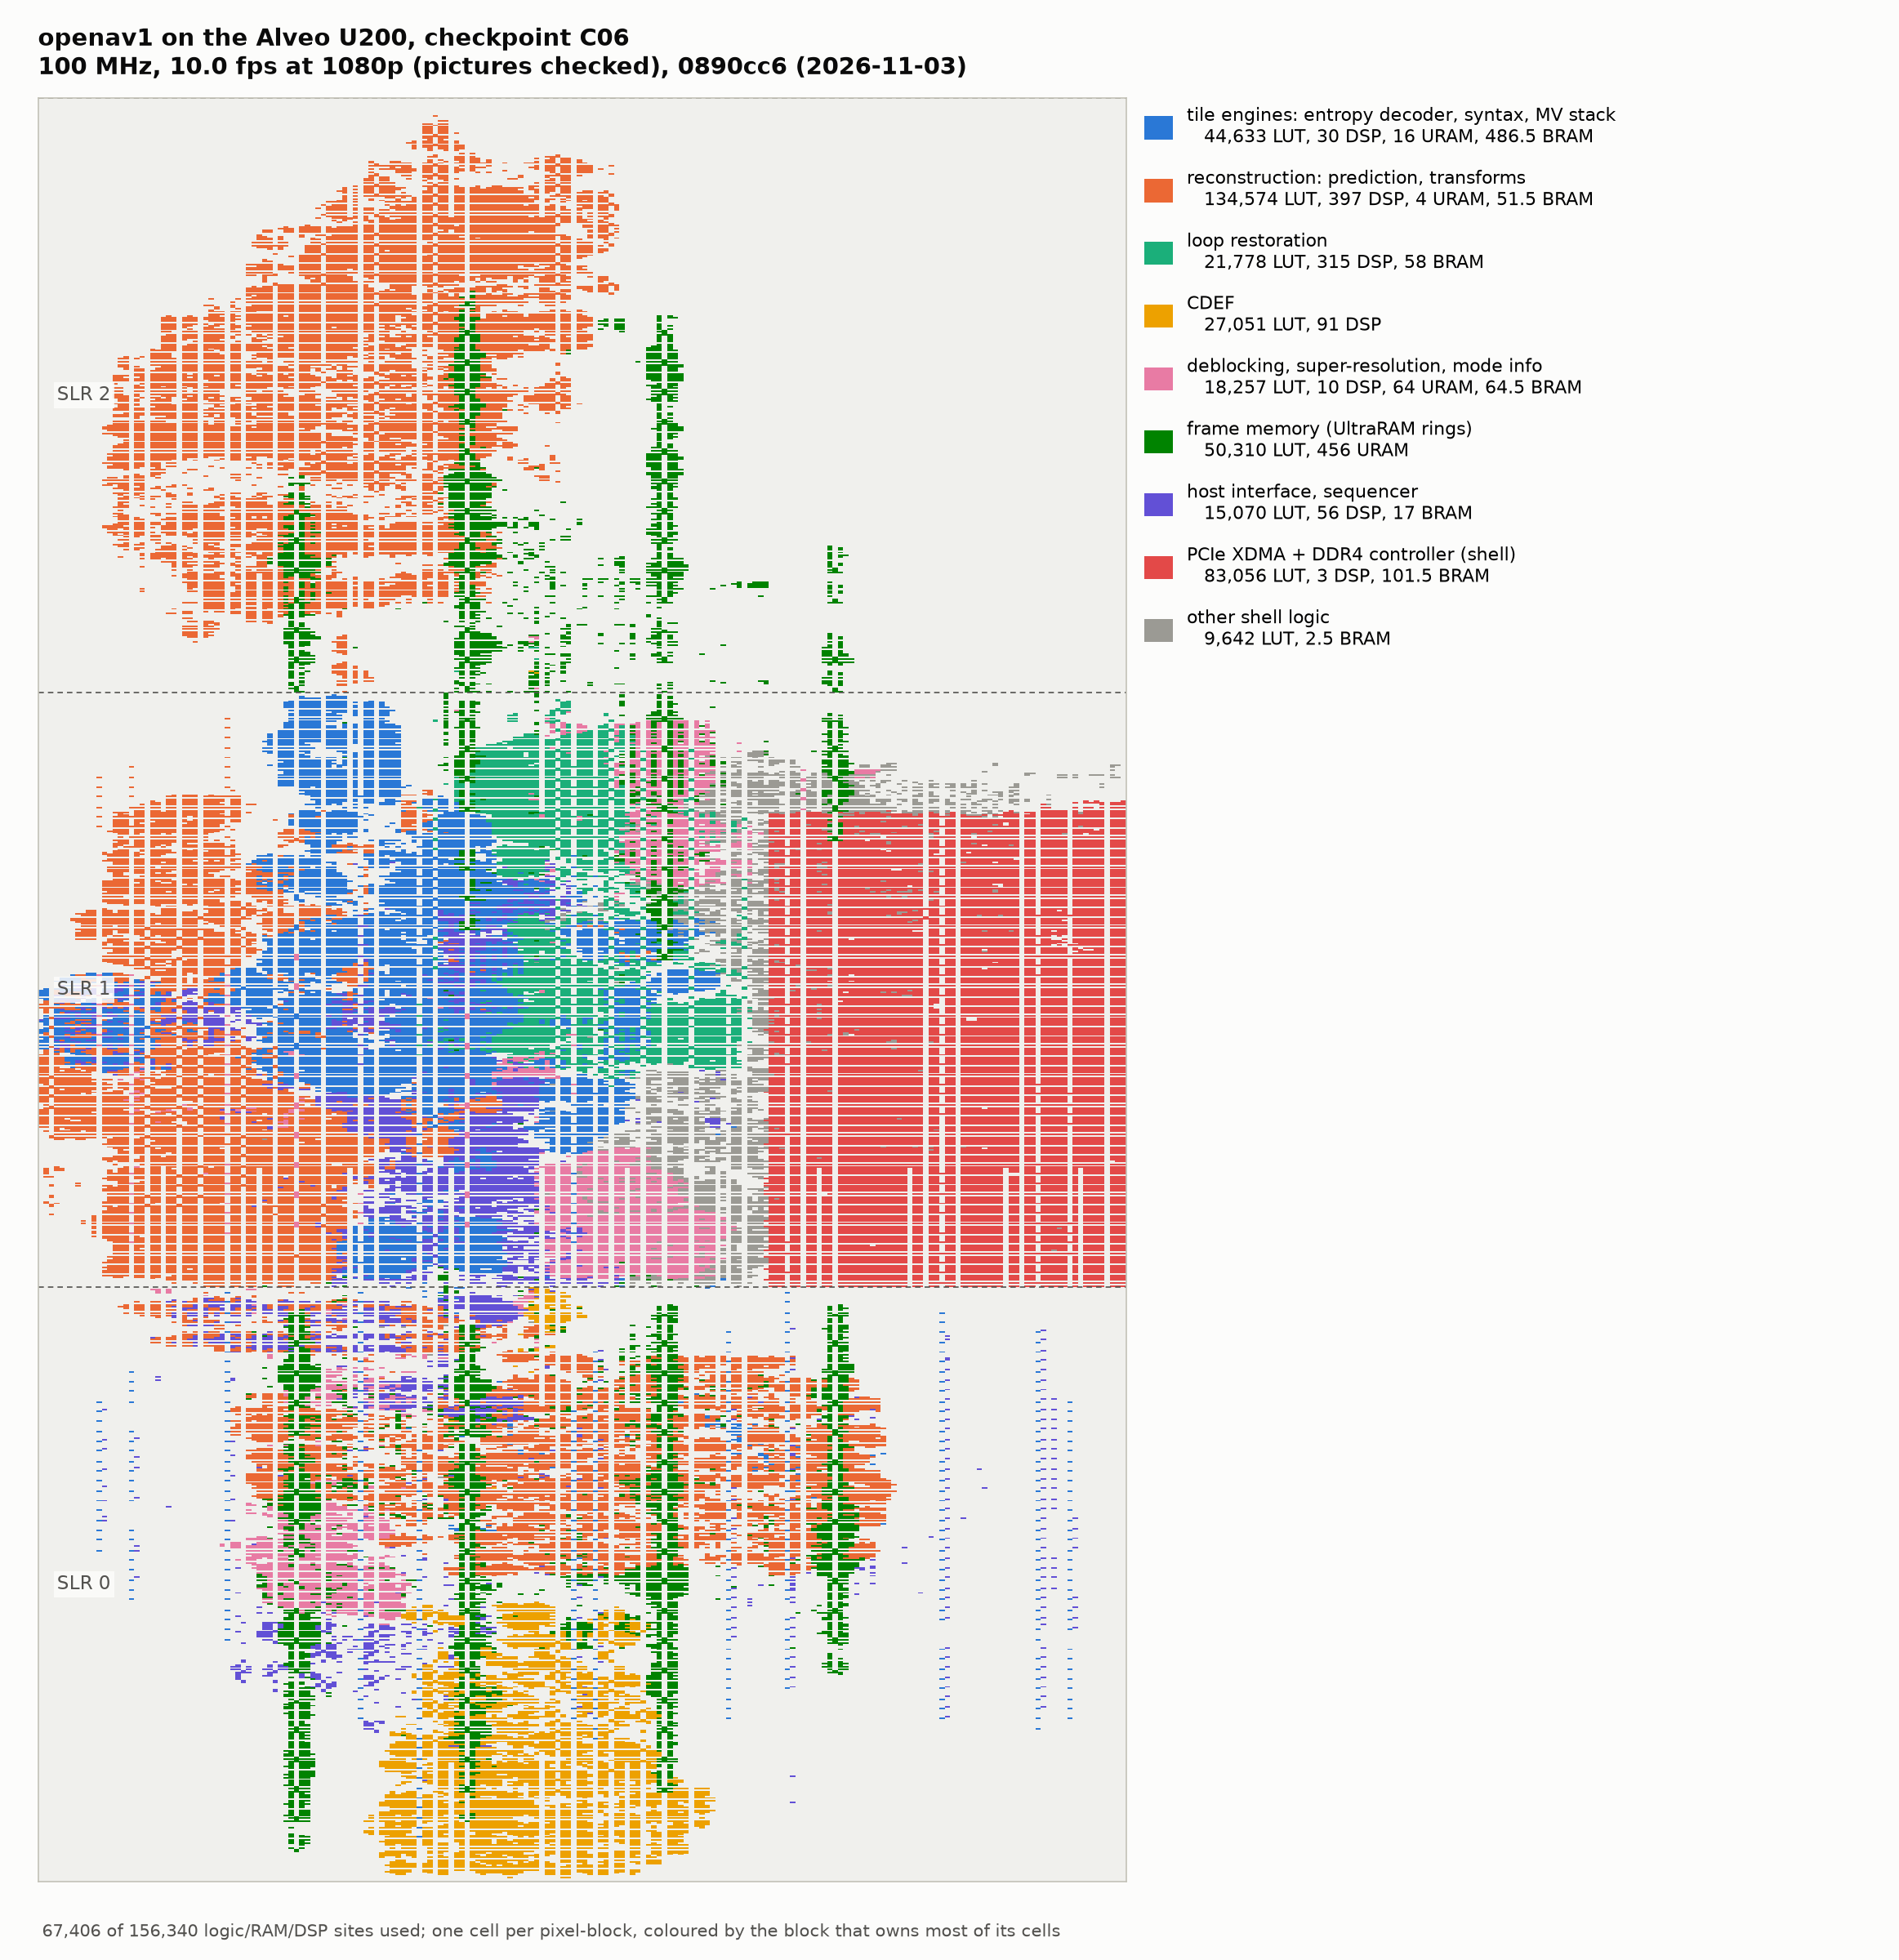 openav1 on the Alveo U200, checkpoint C06
100 MHz, 10.0 fps at 1080p (pictures checked), 0890cc6 (2026-11-03)
tile engines: entropy decoder, syntax, MV stack
44,633 LUT, 30 DSP, 16 URAM, 486.5 BRAM
reconstruction: prediction, transforms
134,574 LUT, 397 DSP, 4 URAM, 51.5 BRAM
loop restoration
21,778 LUT, 315 DSP, 58 BRAM
CDEF
27,051 LUT, 91 DSP
deblocking, super-resolution, mode info
18,257 LUT, 10 DSP, 64 URAM, 64.5 BRAM
frame memory (UltraRAM rings)
50,310 LUT, 456 URAM
host interface, sequencer
15,070 LUT, 56 DSP, 17 BRAM
PCIe XDMA + DDR4 controller (shell)
83,056 LUT, 3 DSP, 101.5 BRAM
other shell logic
9,642 LUT, 2.5 BRAM
SLR 2
SLR 1
SLR 0
67,406 of 156,340 logic/RAM/DSP sites used; one cell per pixel-block, coloured by the block that owns most of its cells